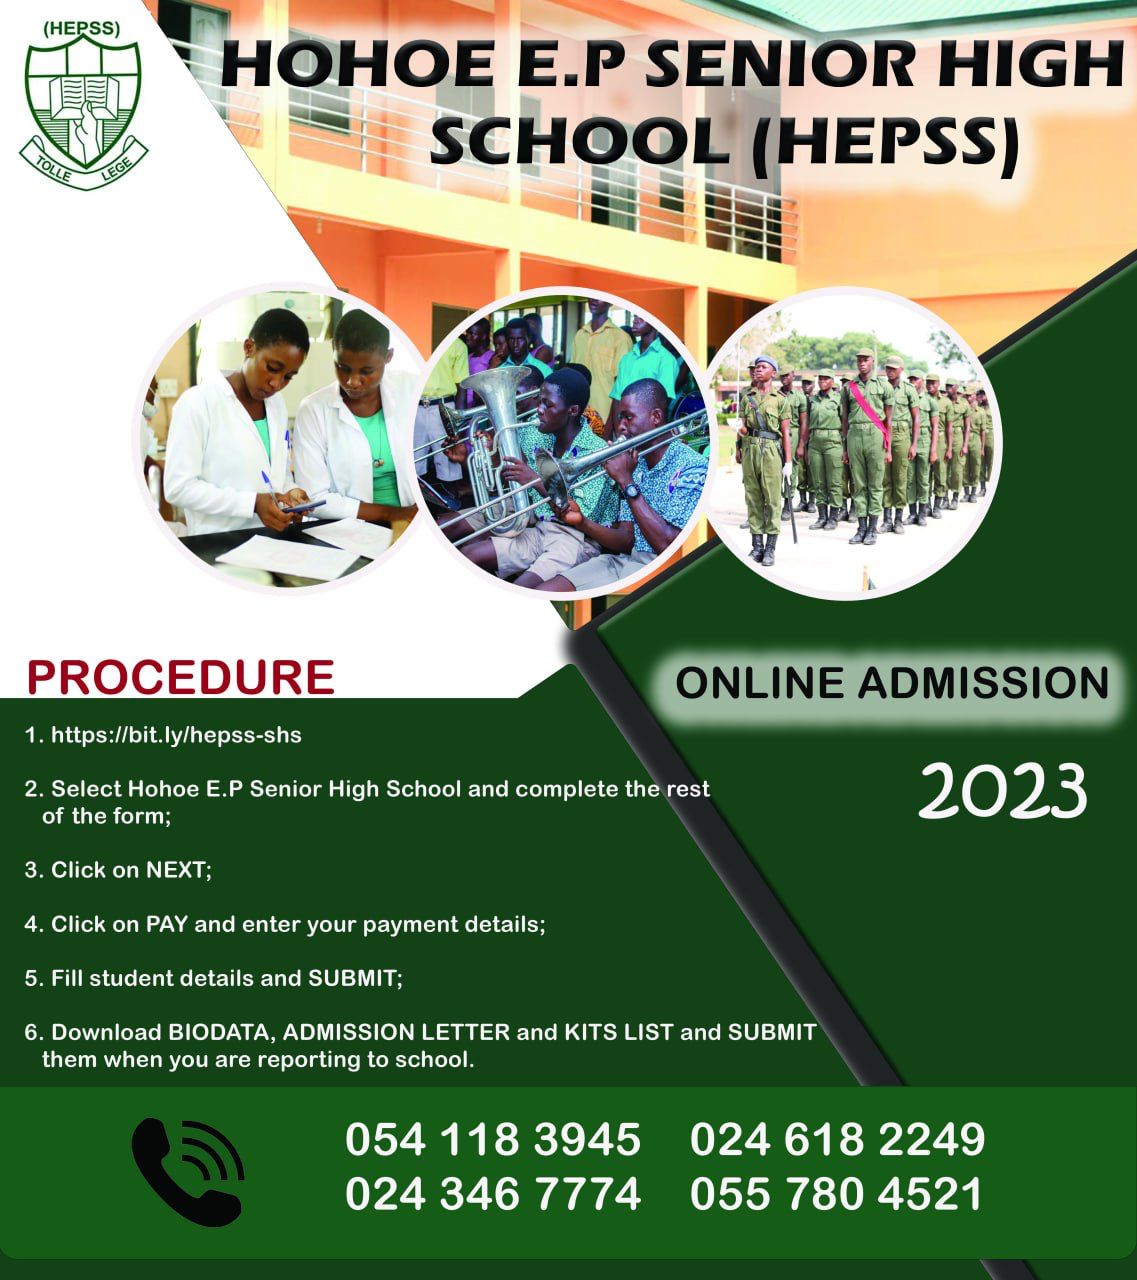 (HEPSS)
TOLLE LEGE
HOHOE E.P SENIOR HIGH
SCHOOL (HEPSS)
PROCEDURE
1. https://bit.ly/hepss-shs
2. Select Hohoe E.P Senior High School and complete the rest
of the form;
3. Click on NEXT;
4. Click on PAY and enter your payment details;
5. Fill student details and SUBMIT;
6. Download BIODATA, ADMISSION LETTER and KITS LIST and SUBMIT
them when you are reporting to school.
ONLINE ADMISSION
2023
054 118 3945 024 618 2249
024 346 7774 055 780 4521